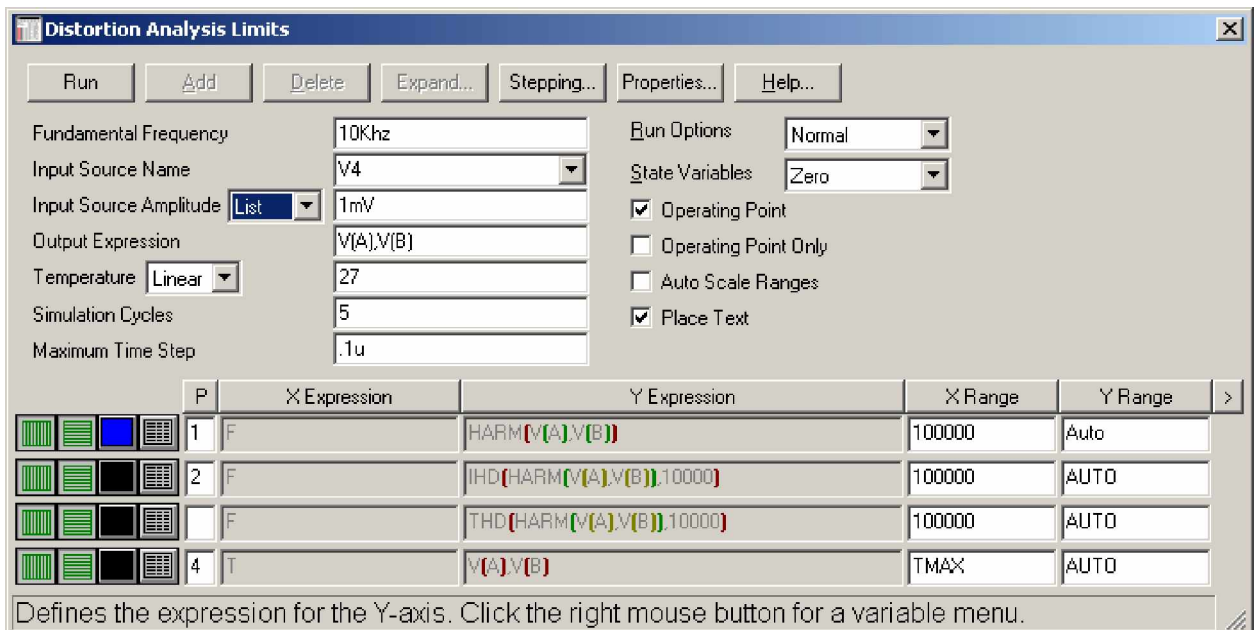 Distortion Analysis Limits
Run Add Delete Expand... Stepping... Properties... Help...
Fundamental Frequency 10Khz Run Options Normal
Input Source Name V4 State Variables Zero
Input Source Amplitude List 1mV Operating Point
Output Expression V(A),V(B) Operating Point Only
Temperature Linear 27 Auto Scale Ranges
Simulation Cycles 5 Place Text
Maximum Time Step .1u
P X Expression Y Expression X Range Y Range >
1 F HARM(V(A),V(B)) 100000 Auto
2 F IHD(HARM(V(A),V(B)),10000) 100000 AUTO
F THD(HARM(V(A),V(B)),10000) 100000 AUTO
4 T V(A),V(B) TMAX AUTO
Defines the expression for the Y-axis. Click the right mouse button for a variable menu.